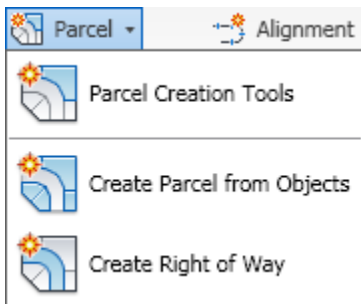 Parcel Alignment
Parcel Creation Tools
Create Parcel from Objects
Create Right of Way